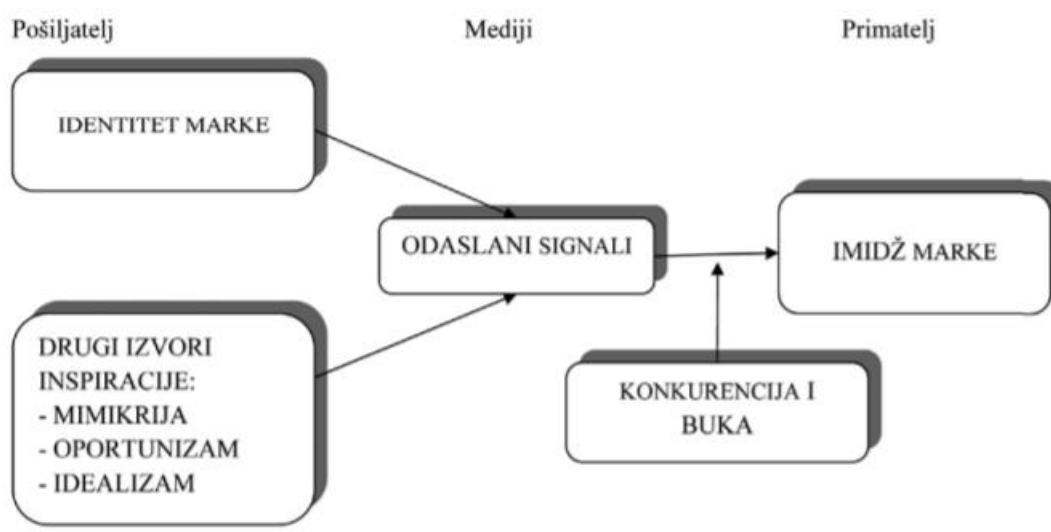 Pošiljatelj
Mediji
Primatelj
IDENTITET MARKE
ODASLANI SIGNALI
IMIDŽ MARKE
DRUGI IZVORI
INSPIRACIJE:
- MIMIKRIJA
- OPORTUNIZAM
- IDEALIZAM
KONKURENCIJA I
BUKA